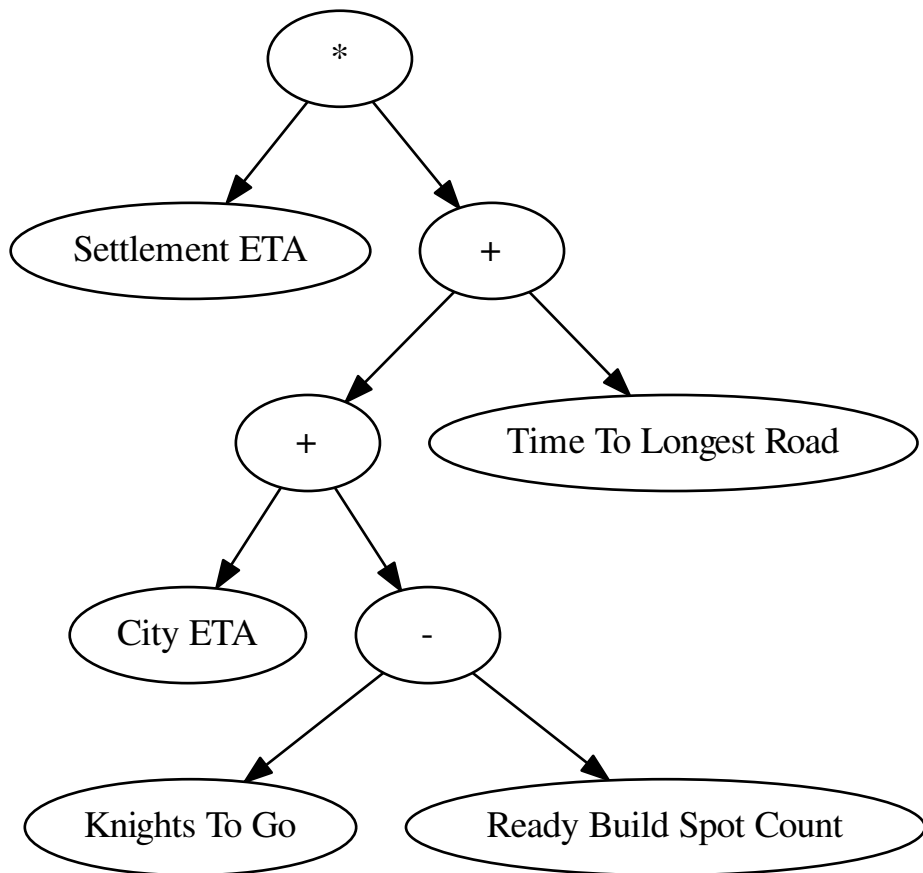 *
Settlement ETA
+
+
Time To Longest Road
City ETA
-
Knights To Go
Ready Build Spot Count